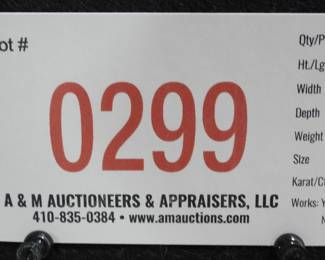 ot #
0299
A & M AUCTIONEERS & APPRAISERS, LLC
410-835-0384 • www.amauctions.com
Qty/P
Ht./Lg
Width
Depth
Weight
Size
Karat/C
Works: Y
N